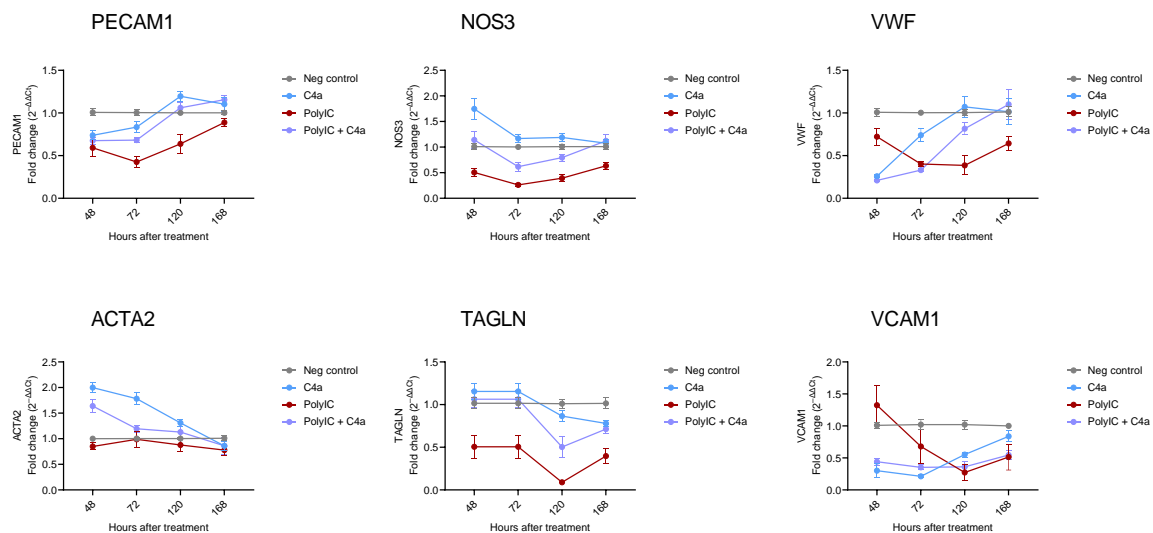 PECAM1
PECAM1
Fold change (2^-ΔΔCt)
1.5
1.0
0.5
0.0
48
72
120
168
Hours after treatment
Neg control
C4a
PolyIC
PolyIC + C4a
NOS3
NOS3
Fold change (2^-ΔΔCt)
2.5
2.0
1.5
1.0
0.5
0.0
48
72
120
168
Hours after treatment
Neg control
C4a
PolyIC
PolyIC + C4a
VWF
VWF
Fold change (2^-ΔΔCt)
1.5
1.0
0.5
0.0
48
72
120
168
Hours after treatment
Neg control
C4a
PolyIC
PolyIC + C4a
ACTA2
ACTA2
Fold change (2^-ΔΔCt)
2.5
2.0
1.5
1.0
0.5
0.0
48
72
120
168
Hours after treatment
Neg control
C4a
PolyIC
PolyIC + C4a
TAGLN
TAGLN
Fold change (2^-ΔΔCt)
1.5
1.0
0.5
0.0
48
72
120
168
Hours after treatment
Neg control
C4a
PolyIC
PolyIC + C4a
VCAM1
VCAM1
Fold change (2^-ΔΔCt)
2.0
1.5
1.0
0.5
0.0
48
72
120
168
Hours after treatment
Neg control
C4a
PolyIC
PolyIC + C4a